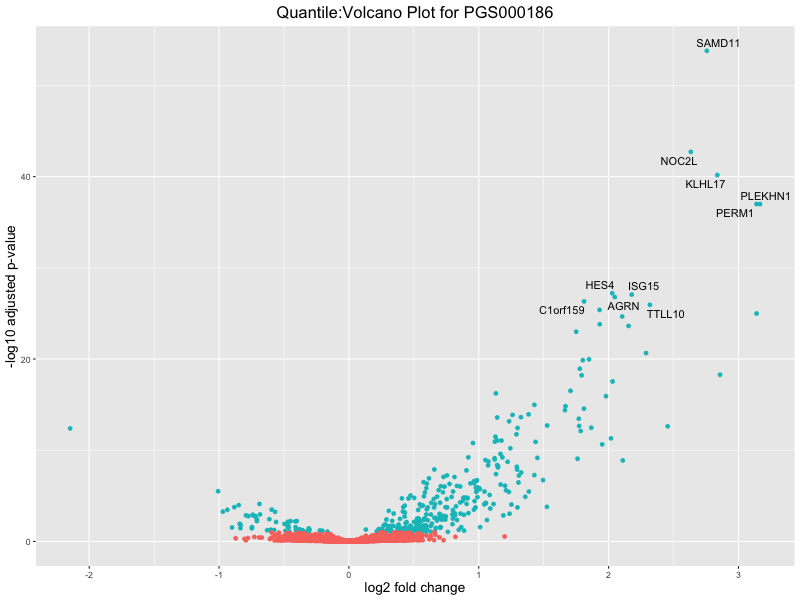 Quantile:Volcano Plot for PGS000186
SAMD11
NOC2L
KLHL17
PLEKHN1
PERM1
HES4
ISG15
C1orf159
AGRN
TTLL10
-log10 adjusted p-value
40
20
0
-2
-1
0
1
2
3
log2 fold change